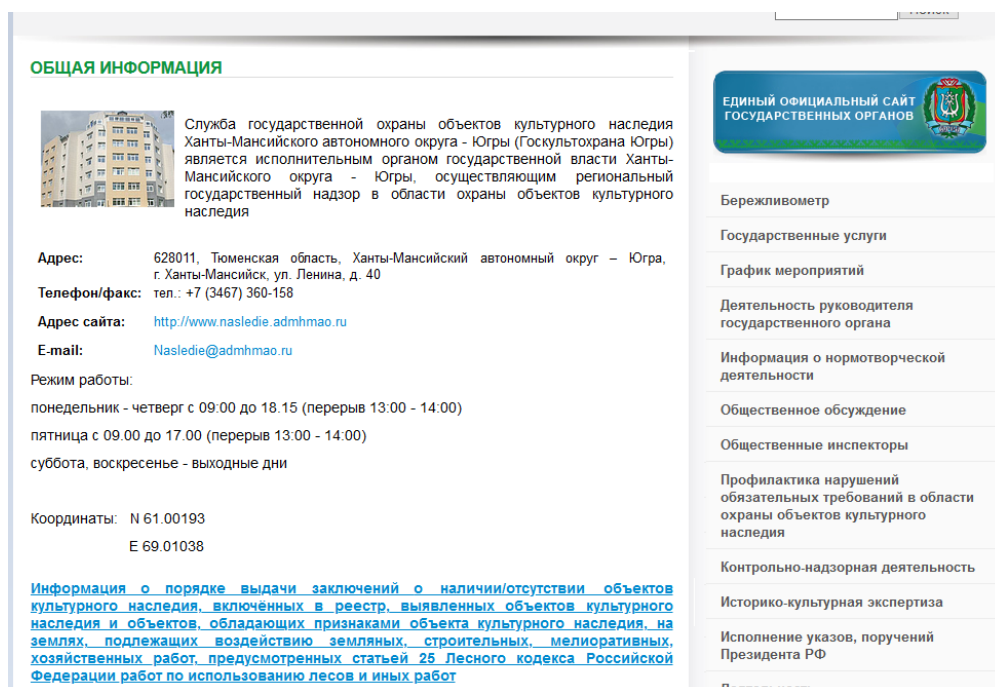 Поиск
ОБЩАЯ ИНФОРМАЦИЯ
Служба государственной охраны объектов культурного наследия
Ханты-Мансийского автономного округа - Югры (Госкультохрана Югры)
является исполнительным органом государственной власти Ханты-
Мансийского округа - Югры, осуществляющим региональный
государственный надзор в области охраны объектов культурного
наследия
Адрес: 628011, Тюменская область, Ханты-Мансийский автономный округ – Югра,
г. Ханты-Мансийск, ул. Ленина, д. 40
Телефон/факс: тел.: +7 (3467) 360-158
Адрес сайта: http://www.nasledie.admhmao.ru
E-mail: Nasledie@admhmao.ru
Режим работы:
понедельник - четверг с 09:00 до 18.15 (перерыв 13:00 - 14:00)
пятница с 09.00 до 17.00 (перерыв 13:00 - 14:00)
суббота, воскресенье - выходные дни
Координаты: N 61.00193
E 69.01038
Информация о порядке выдачи заключений о наличии/отсутствии объектов
культурного наследия, включённых в реестр, выявленных объектов культурного
наследия и объектов, обладающих признаками объекта культурного наследия, на
землях, подлежащих воздействию земляных, строительных, мелиоративных,
хозяйственных работ, предусмотренных статьей 25 Лесного кодекса Российской
Федерации работ по использованию лесов и иных работ
ЕДИНЫЙ ОФИЦИАЛЬНЫЙ САЙТ
ГОСУДАРСТВЕННЫХ ОРГАНОВ
Бережливометр
Государственные услуги
График мероприятий
Деятельность руководителя
государственного органа
Информация о нормотворческой
деятельности
Общественное обсуждение
Общественные инспекторы
Профилактика нарушений
обязательных требований в области
охраны объектов культурного
наследия
Контрольно-надзорная деятельность
Историко-культурная экспертиза
Исполнение указов, поручений
Президента РФ